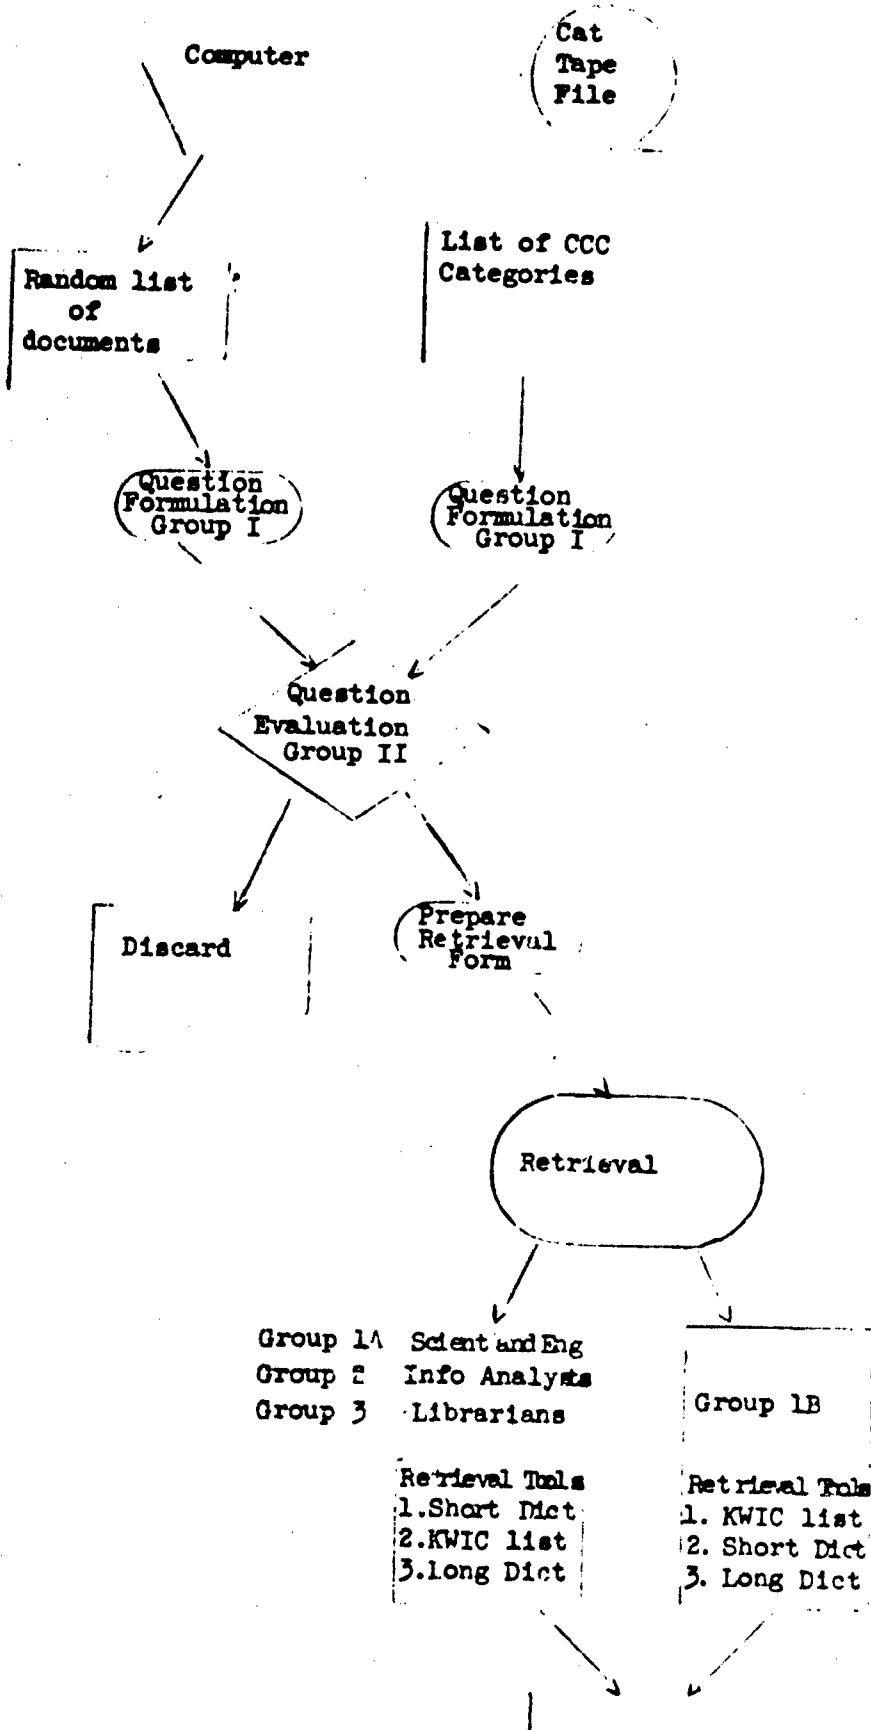 Computer
Cat
Tape
File
Random list
of
documents
List of CCC
Categories
Question
Formulation
Group I
Question
Formulation
Group I
Question
Evaluation
Group II
Discard
Prepare
Retrieval
Form
Retrieval
Group 1A Scient and Eng
Group 2 Info Analysts
Group 3 Librarians
Retrieval Tools
1.Short Dict
2.KWIC list
3.Long Dict
Group 1B
Retrieval Tools
1. KWIC list
2. Short Dict
3. Long Dict